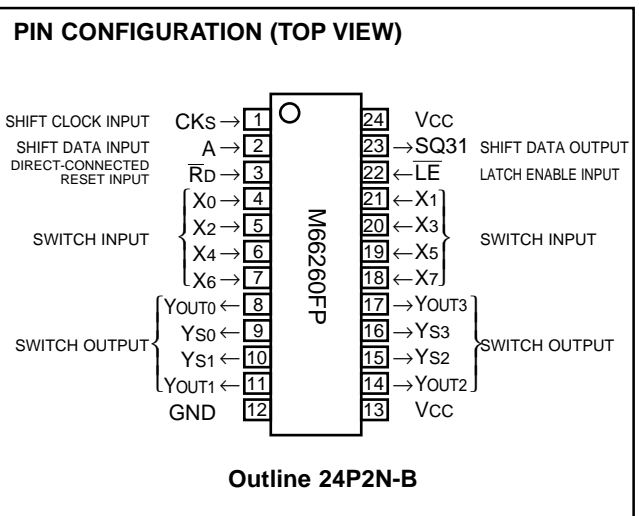 PIN CONFIGURATION (TOP VIEW)
SHIFT CLOCK INPUT CKS → 1 24 VCC
SHIFT DATA INPUT A → 2 23 → SQ31 SHIFT DATA OUTPUT
DIRECT-CONNECTED
RESET INPUT R̅D → 3 22 ← L̅E̅ LATCH ENABLE INPUT
X0 → 4 21 ← X1
X2 → 5 20 ← X3
SWITCH INPUT SWITCH INPUT
X4 → 6 19 ← X5
X6 → 7 18 ← X7
M66260FP
YOUT0 ← 8 17 → YOUT3
YS0 ← 9 16 → YS3
SWITCH OUTPUT SWITCH OUTPUT
YS1 ← 10 15 → YS2
YOUT1 ← 11 14 → YOUT2
GND 12 13 VCC
Outline 24P2N-B